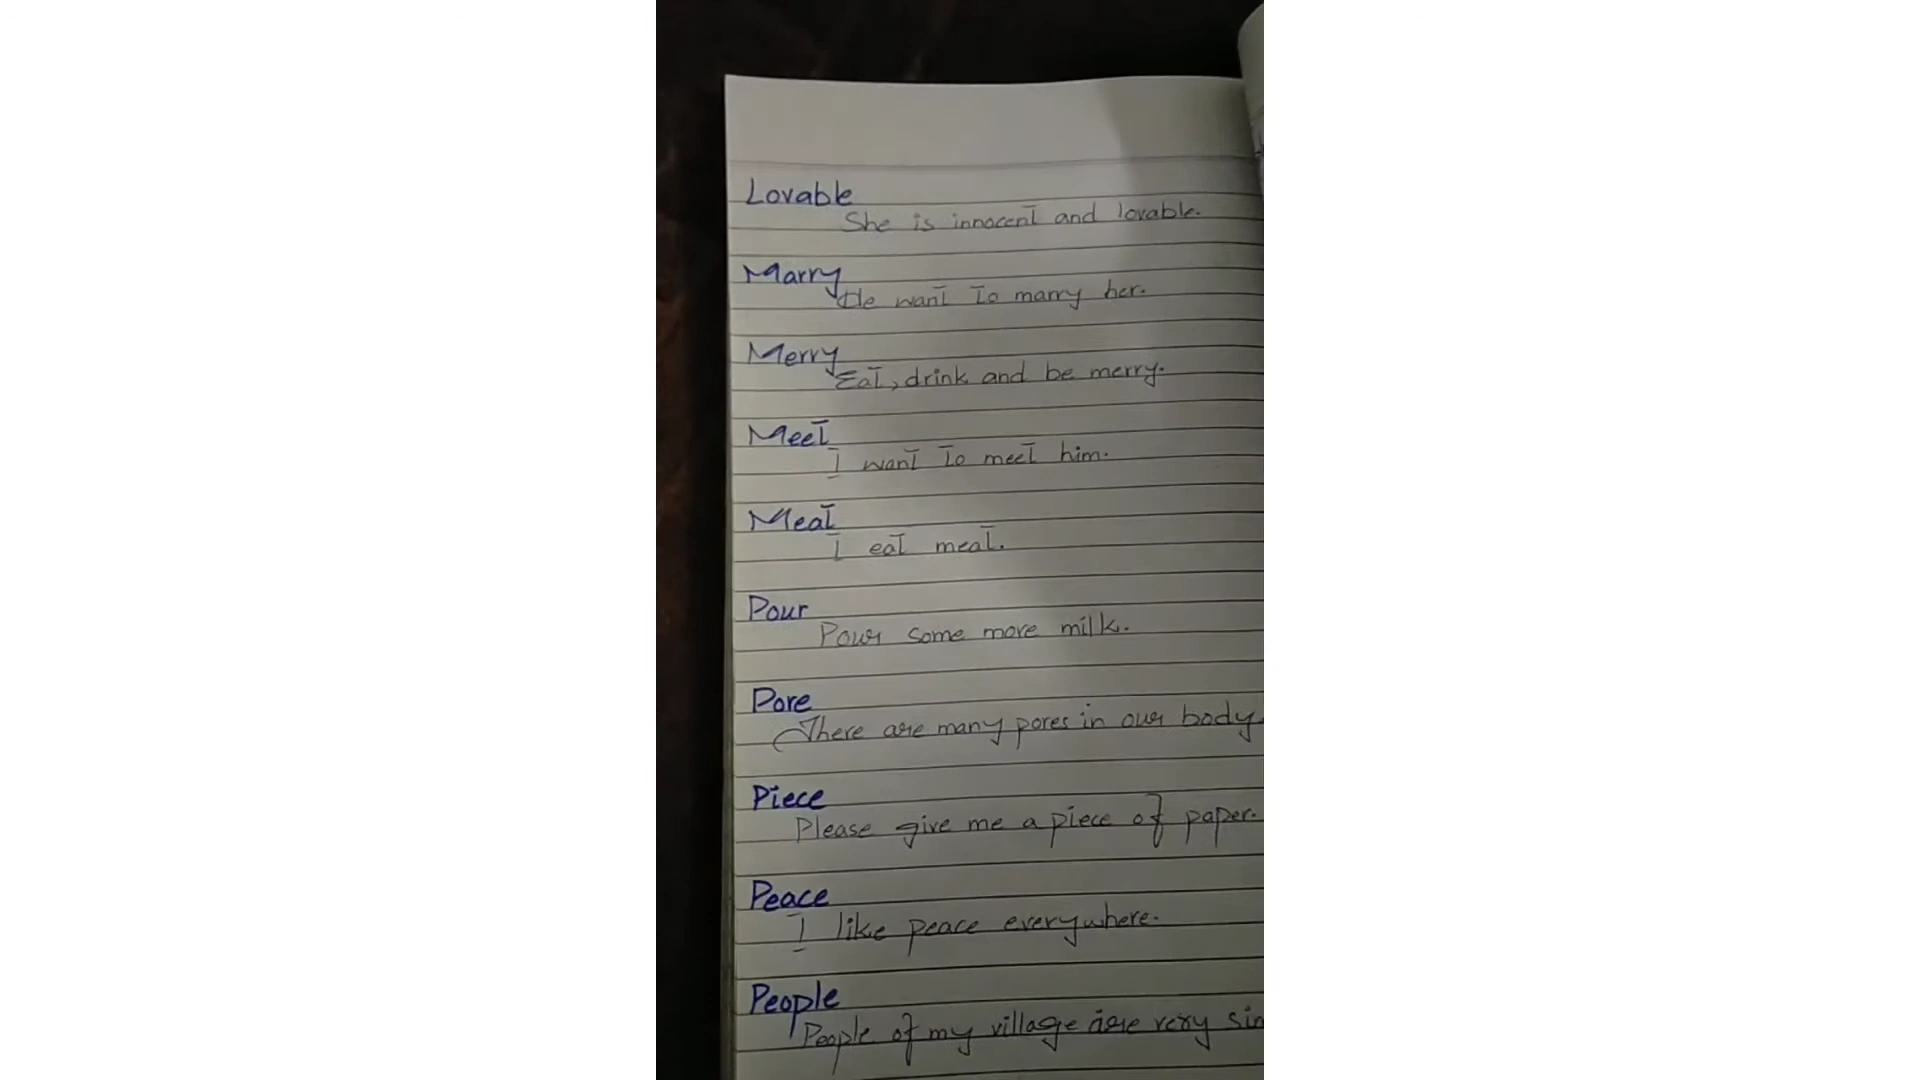 Lovable
She is innocent and lovable.
Marry
He want to marry her.
Merry
Eat, drink and be merry.
Meet
I want to meet him.
Meat
I eat meat.
Pour
Pour some more milk.
Pore
There are many pores in our body
Piece
Please give me a piece of paper.
Peace
I like peace everywhere.
People
People of my village are very